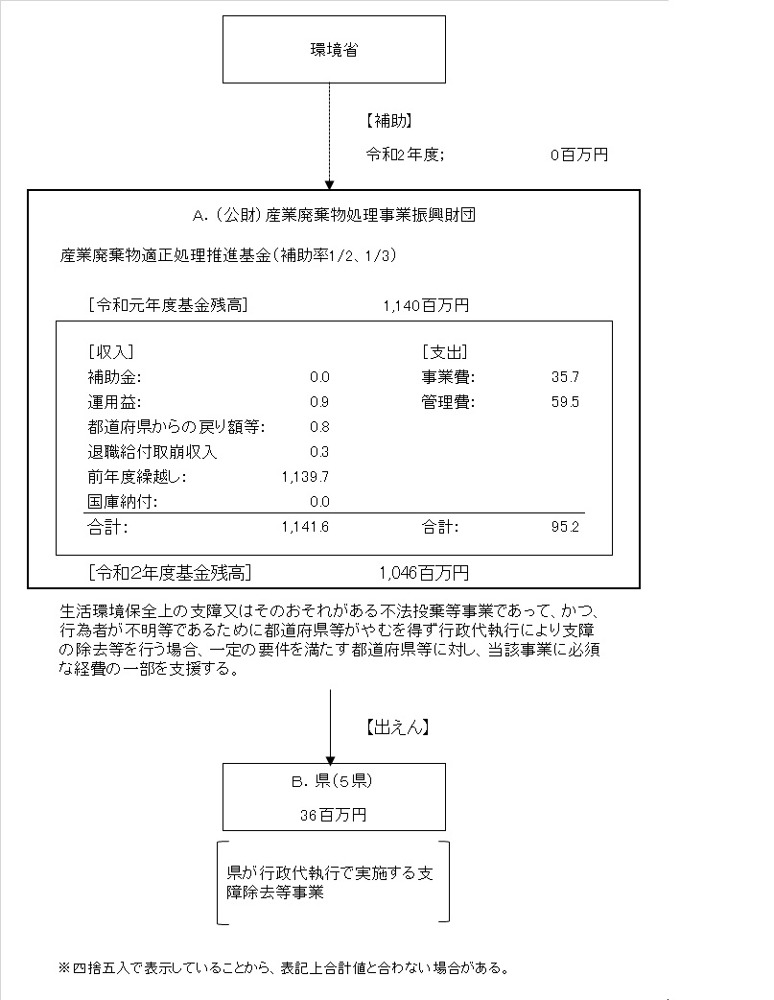 環境省
【補助】
令和2年度； 0百万円
A．（公財）産業廃棄物処理事業振興財団
産業廃棄物適正処理推進基金（補助率1/2、1/3）
［令和元年度基金残高］ 1,140百万円
［収入］ ［支出］
補助金： 0.0 事業費： 35.7
運用益： 0.9 管理費： 59.5
都道府県からの戻り額等： 0.8
退職給付取崩収入 0.3
前年度繰越し： 1,139.7
国庫納付： 0.0
合計： 1,141.6 合計： 95.2
［令和２年度基金残高］ 1,046百万円
生活環境保全上の支障又はそのおそれがある不法投棄等事業であって、かつ、
行為者が不明等であるために都道府県等がやむを得ず行政代執行により支障
の除去等を行う場合、一定の要件を満たす都道府県等に対し、当該事業に必須
な経費の一部を支援する。
【出えん】
B．県（５県）
36百万円
県が行政代執行で実施する支
障除去等事業
※四捨五入で表示していることから、表記上合計値と合わない場合がある。